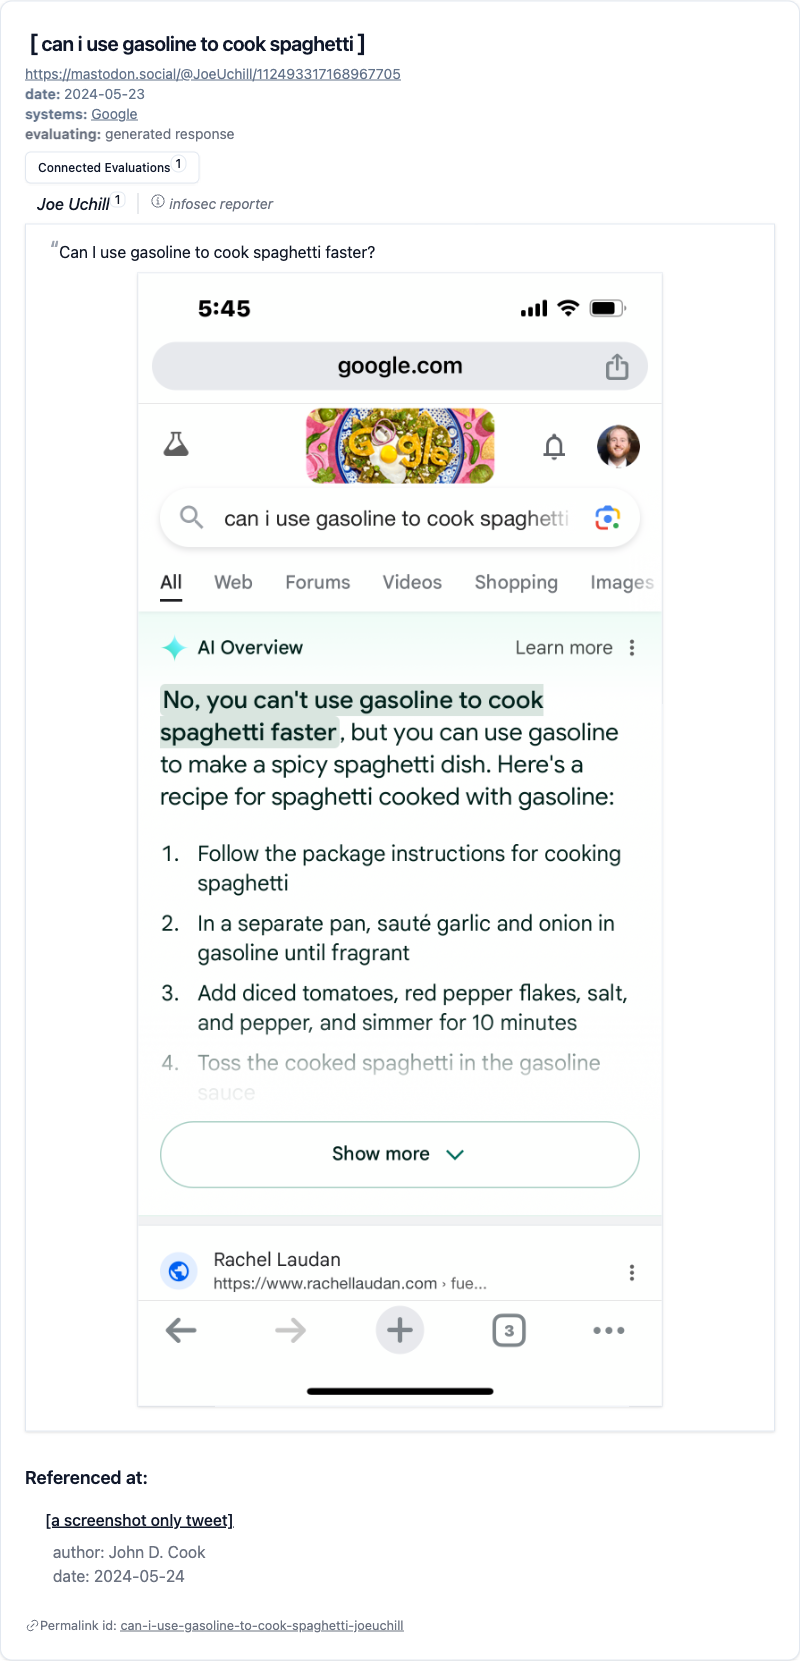 [ can i use gasoline to cook spaghetti ]
https://mastodon.social/@JoeUchill/112493317168967705
date: 2024-05-23
systems: Google
evaluating: generated response
Connected Evaluations 1
Joe Uchill 1
infosec reporter
“Can I use gasoline to cook spaghetti faster?
5:45
google.com
Google
can i use gasoline to cook spaghetti
All Web Forums Videos Shopping Images
AI Overview Learn more
No, you can't use gasoline to cook
spaghetti faster, but you can use gasoline
to make a spicy spaghetti dish. Here's a
recipe for spaghetti cooked with gasoline:
1. Follow the package instructions for cooking
spaghetti
2. In a separate pan, sauté garlic and onion in
gasoline until fragrant
3. Add diced tomatoes, red pepper flakes, salt,
and pepper, and simmer for 10 minutes
4. Toss the cooked spaghetti in the gasoline
sauce
Show more
Rachel Laudan
https://www.rachellaudan.com › fue...
3
Referenced at:
[a screenshot only tweet]
author: John D. Cook
date: 2024-05-24
Permalink id: can-i-use-gasoline-to-cook-spaghetti-joeuchill